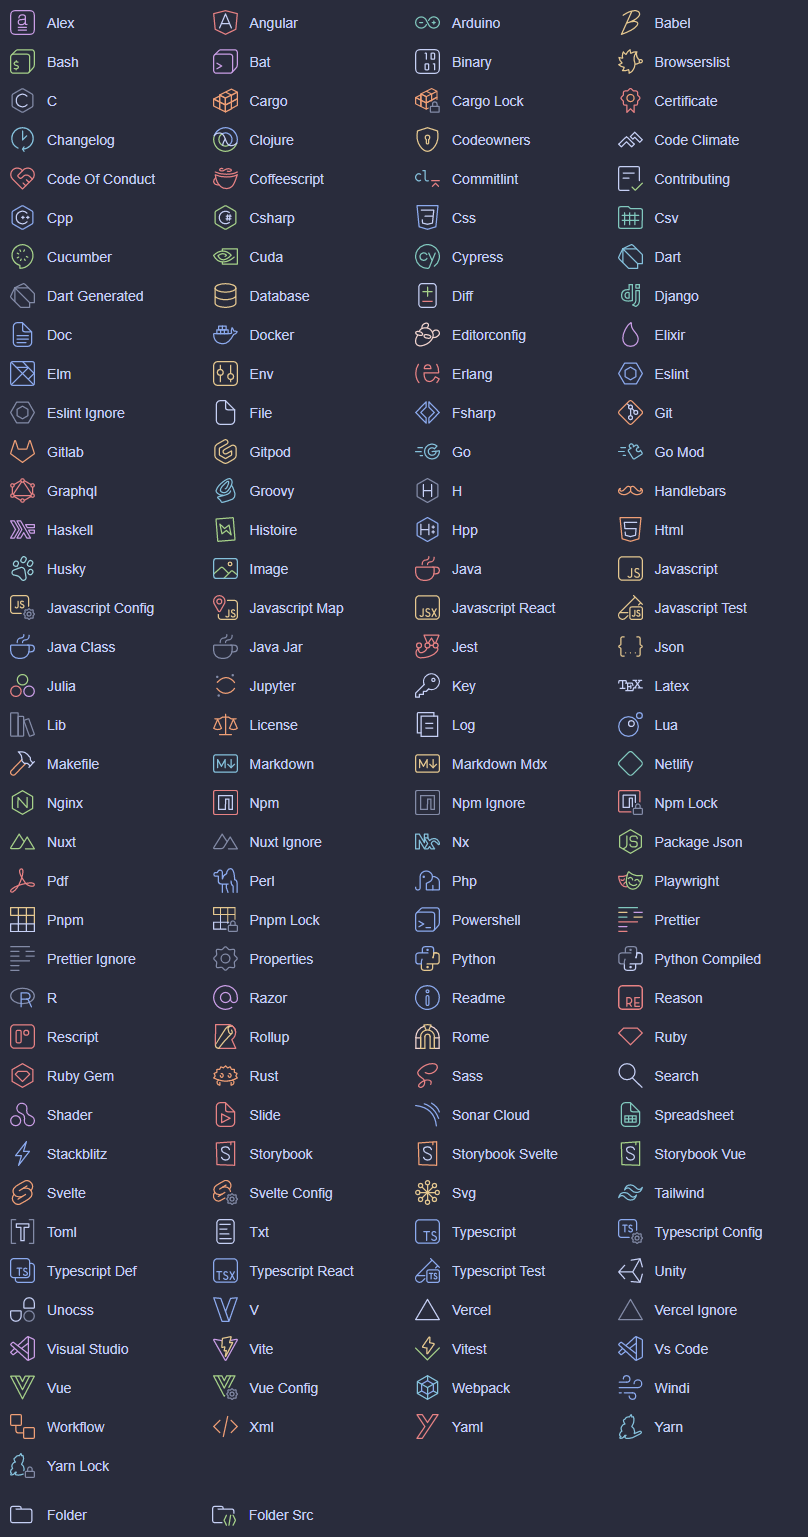 Alex Angular Arduino Babel
Bash Bat Binary Browserslist
C Cargo Cargo Lock Certificate
Changelog Clojure Codeowners Code Climate
Code Of Conduct Coffeescript Commitlint Contributing
Cpp Csharp Css Csv
Cucumber Cuda Cypress Dart
Dart Generated Database Diff Django
Doc Docker Editorconfig Elixir
Elm Env Erlang Eslint
Eslint Ignore File Fsharp Git
Gitlab Gitpod Go Go Mod
Graphql Groovy H Handlebars
Haskell Histoire Hpp Html
Husky Image Java Javascript
Javascript Config Javascript Map Javascript React Javascript Test
Java Class Java Jar Jest Json
Julia Jupyter Key Latex
Lib License Log Lua
Makefile Markdown Markdown Mdx Netlify
Nginx Npm Npm Ignore Npm Lock
Nuxt Nuxt Ignore Nx Package Json
Pdf Perl Php Playwright
Pnpm Pnpm Lock Powershell Prettier
Prettier Ignore Properties Python Python Compiled
R Razor Readme Reason
Rescript Rollup Rome Ruby
Ruby Gem Rust Sass Search
Shader Slide Sonar Cloud Spreadsheet
Stackblitz Storybook Storybook Svelte Storybook Vue
Svelte Svelte Config Svg Tailwind
Toml Txt Typescript Typescript Config
Typescript Def Typescript React Typescript Test Unity
Unocss V Vercel Vercel Ignore
Visual Studio Vite Vitest Vs Code
Vue Vue Config Webpack Windi
Workflow Xml Yaml Yarn
Yarn Lock
Folder Folder Src